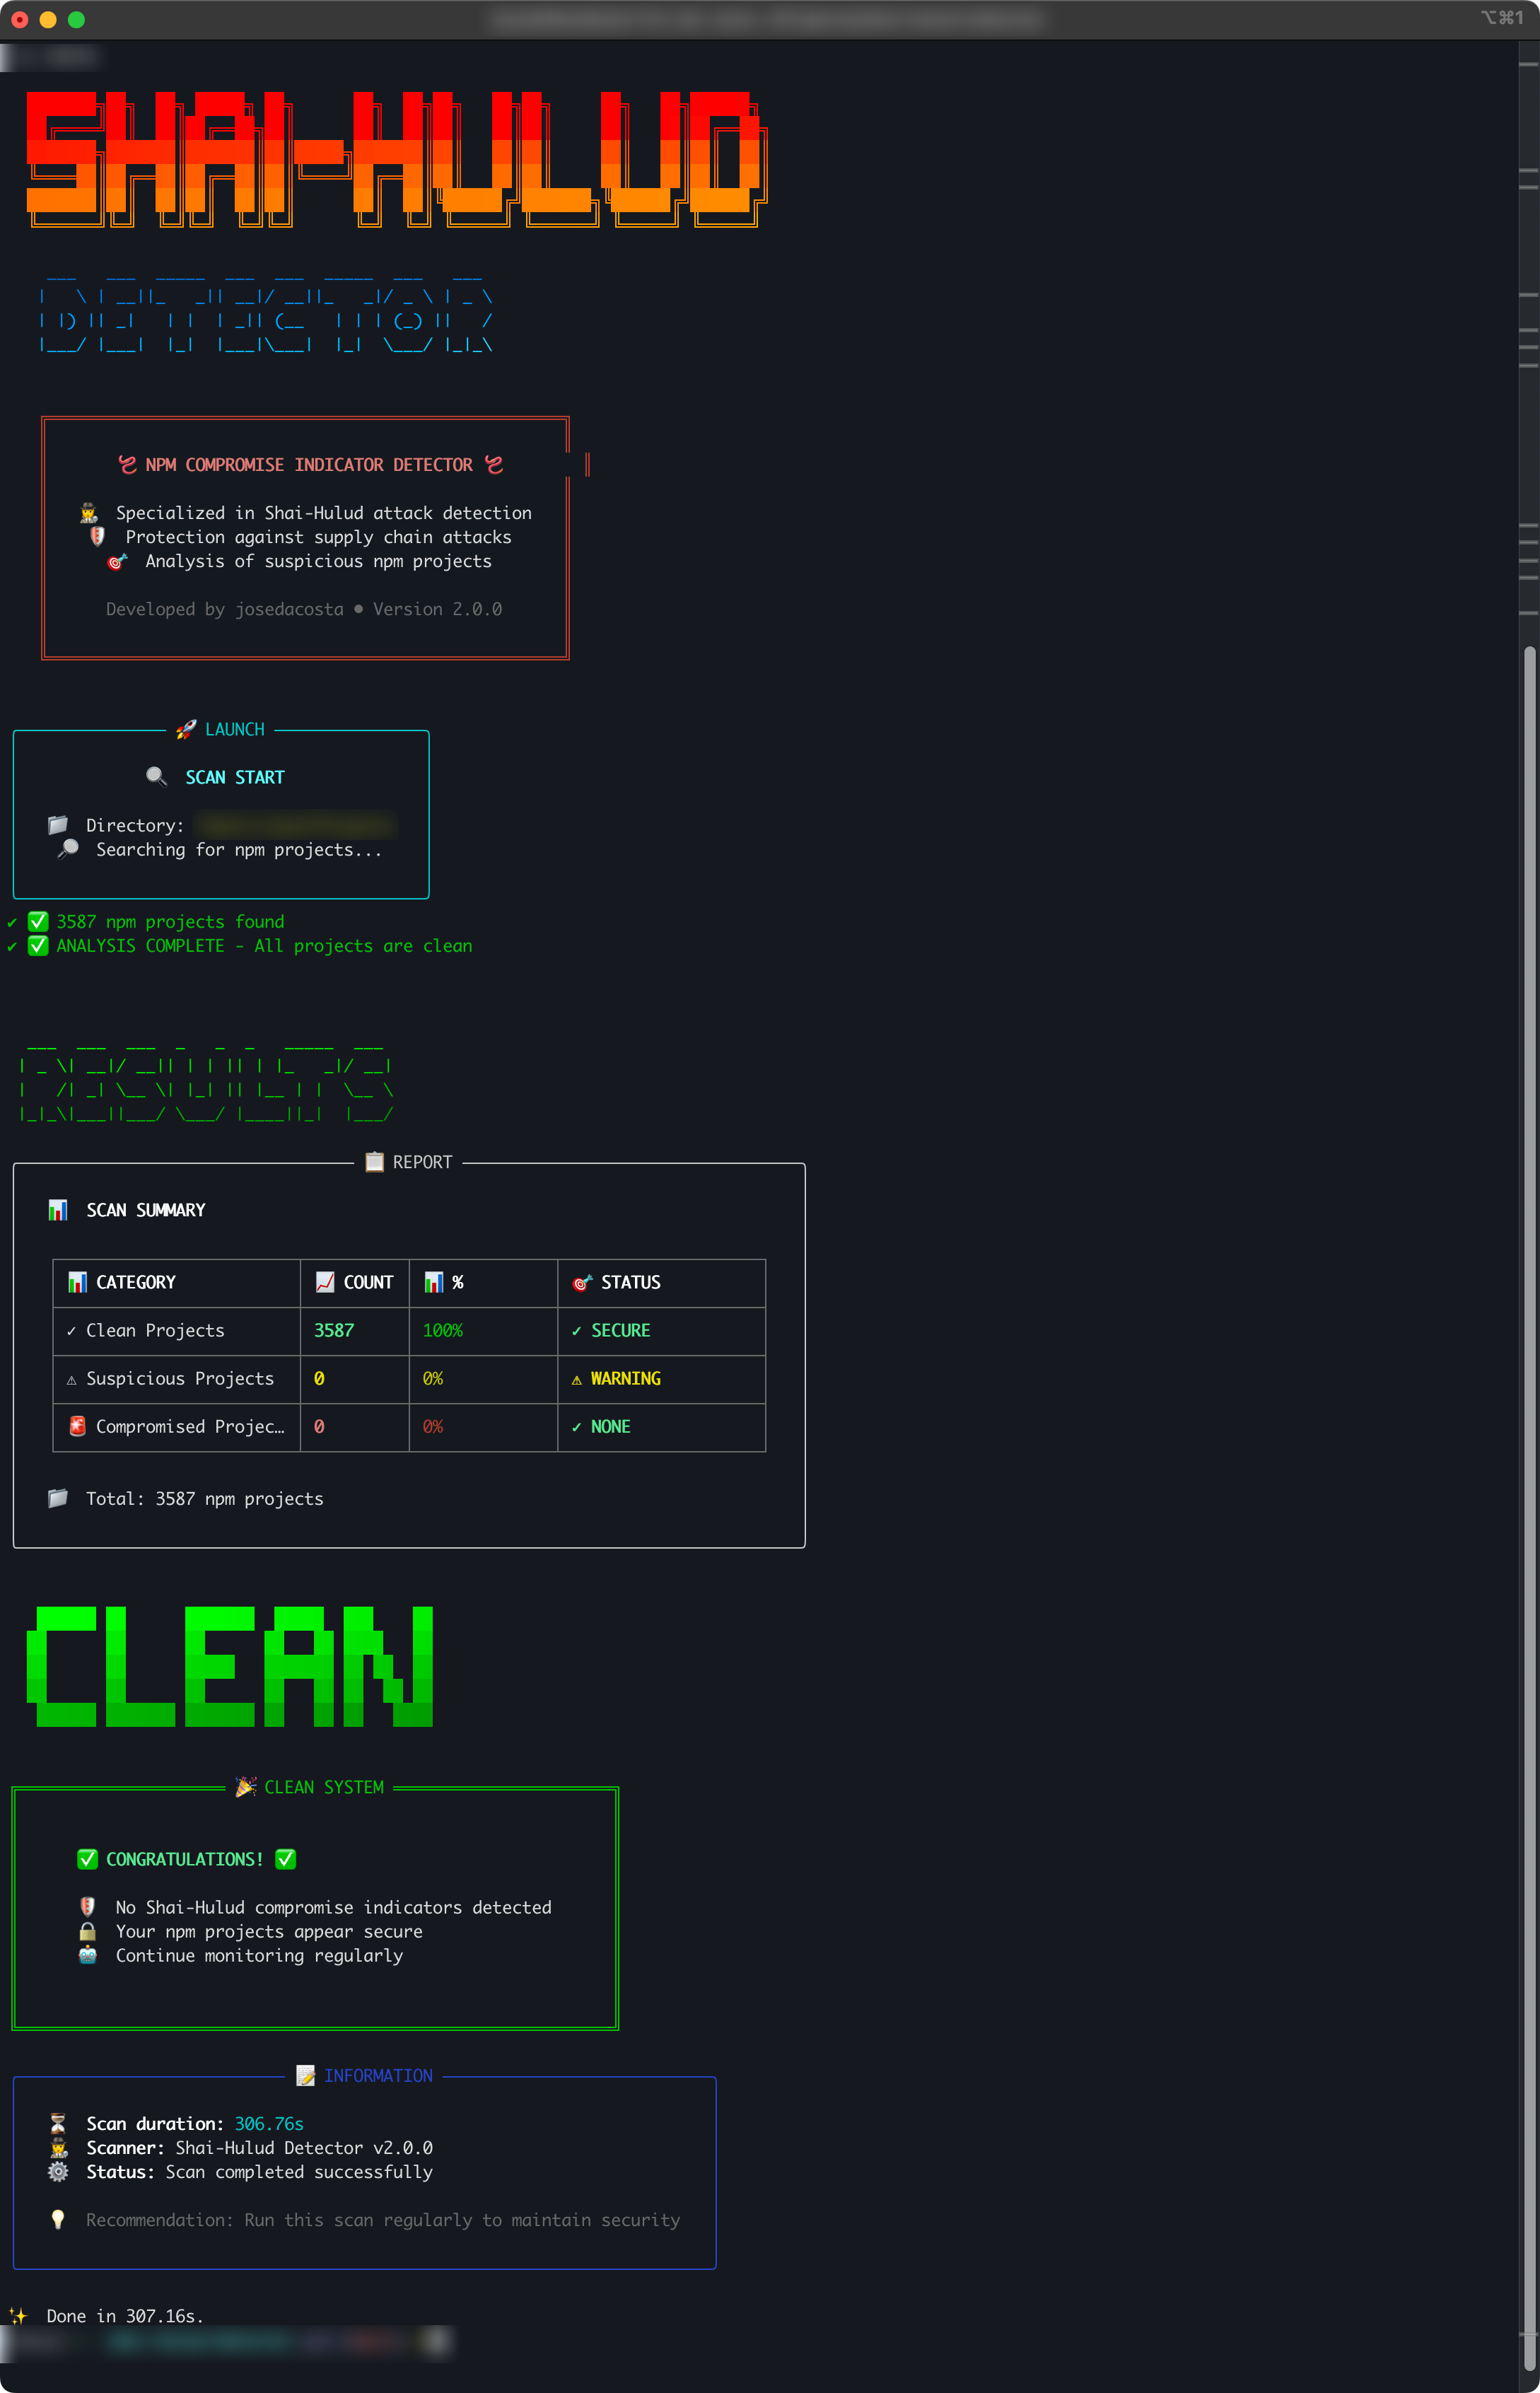 ⌥⌘1
SHAI-HULUD
DETECTOR
NPM COMPROMISE INDICATOR DETECTOR
Specialized in Shai-Hulud attack detection
Protection against supply chain attacks
Analysis of suspicious npm projects
Developed by josedacosta • Version 2.0.0
🚀 LAUNCH
🔍 SCAN START
📁 Directory:
🔎 Searching for npm projects...
✔ ✅ 3587 npm projects found
✔ ✅ ANALYSIS COMPLETE - All projects are clean
RESULTS
📋 REPORT
📊 SCAN SUMMARY
📊 CATEGORY 📈 COUNT 📊 % 🎯 STATUS
✓ Clean Projects 3587 100% ✓ SECURE
⚠ Suspicious Projects 0 0% ⚠ WARNING
🚨 Compromised Projec… 0 0% ✓ NONE
📁 Total: 3587 npm projects
CLEAN
🎉 CLEAN SYSTEM
✅ CONGRATULATIONS! ✅
No Shai-Hulud compromise indicators detected
Your npm projects appear secure
Continue monitoring regularly
📝 INFORMATION
Scan duration: 306.76s
Scanner: Shai-Hulud Detector v2.0.0
Status: Scan completed successfully
💡 Recommendation: Run this scan regularly to maintain security
✨ Done in 307.16s.